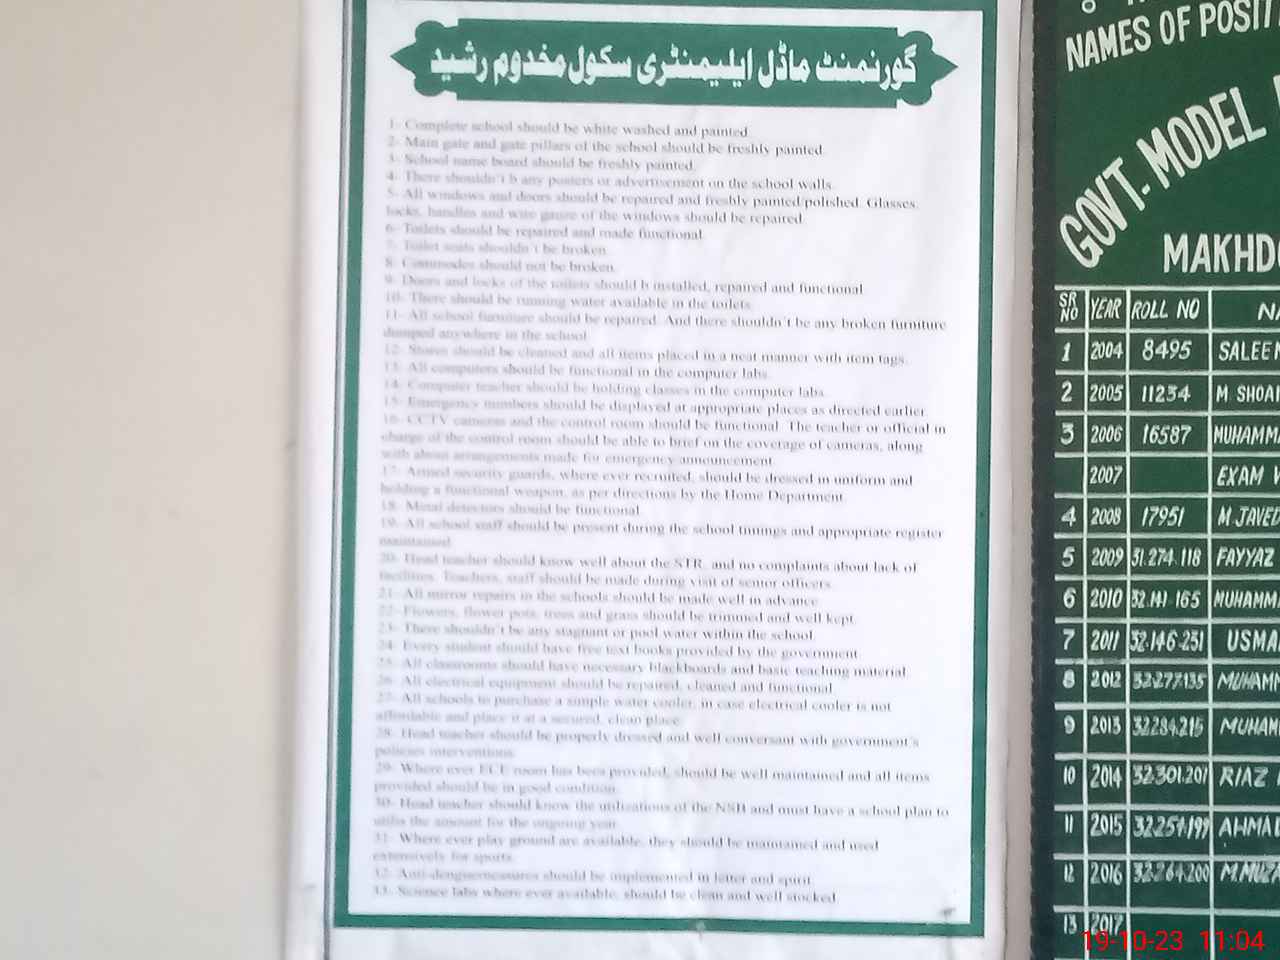 گورنمنٹ ماڈل ایلیمنٹری سکول مخدوم رشید
1- Complete school should be white washed and painted.
2- Main gate and gate pillars of the school should be freshly painted.
3- School name board should be freshly painted.
4- There shouldn't b any posters or advertisement on the school walls.
5- All windows and doors should be repaired and freshly painted/polished. Glasses,
locks, handles and wire gauze of the windows should be repaired.
6- Toilets should be repaired and made functional.
7- Toilet seats shouldn't be broken.
8- Commodes should not be broken.
9- Doors and locks of the toilets should b installed, repaired and functional.
10- There should be running water available in the toilets.
11- All school furniture should be repaired. And there shouldn't be any broken furniture
dumped anywhere in the school.
12- Stores should be cleaned and all items placed in a neat manner with item tags.
13- All computers should be functional in the computer labs.
14- Computer teacher should be holding classes in the computer labs.
15- Emergency numbers should be displayed at appropriate places as directed earlier.
16- CCTV cameras and the control room should be functional. The teacher or official in
charge of the control room should be able to brief on the coverage of cameras, along
with about arrangements made for emergency announcement.
17- Armed security guards, where ever recruited, should be dressed in uniform and
holding a functional weapon, as per directions by the Home Department.
18- Metal detectors should be functional.
19- All school staff should be present during the school timings and appropriate register
maintained.
20- Head teacher should know well about the STR, and no complaints about lack of
facilities, Teachers, staff should be made during visit of senior officers.
21- All mirror repairs in the schools should be made well in advance.
22- Flowers, flower pots, trees and grass should be trimmed and well kept.
23- There shouldn't be any stagnant or pool water within the school.
24- Every student should have free text books provided by the government.
25- All classrooms should have necessary blackboards and basic teaching material.
26- All electrical equipment should be repaired, cleaned and functional.
27- All schools to purchase a simple water cooler, in case electrical cooler is not
affordable and place it at a secured, clean place.
28- Head teacher should be properly dressed and well conversant with government's
policies interventions.
29- Where ever ECE room has been provided, should be well maintained and all items
provided should be in good condition.
30- Head teacher should know the utilizations of the NSB and must have a school plan to
utilis the amount for the ongoing year.
31- Where ever play ground are available, they should be maintained and used
extensively for sports.
32- Anti-dengue measures should be implemented in letter and spirit.
33- Science labs where ever available, should be clean and well stocked.
NAMES OF POSIT
GOVT. MODEL
MAKHD
SR NO YEAR ROLL NO NA
1 2004 8495 SALEE
2 2005 11234 M SHOA
3 2006 16587 MUHAMM
2007 EXAM
4 2008 17951 M.JAVED
5 2009 31.274.118 FAYYAZ
6 2010 32.141.165 MUHAMM
7 2011 32.146.231 USMA
8 2012 32.277135 MUHAMM
9 2013 32.284.215 MUHAM
10 2014 32.301.201 RIAZ
11 2015 32.254.199 AHMA
12 2016 32.264.200 M.MUZA
13 2017
19-10-23 11:04